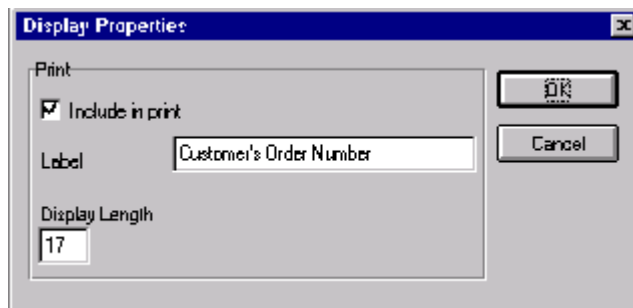 Display Properties
Print
Include in print
OK
Label
Customer's Order Number
Cancel
Display Length
17